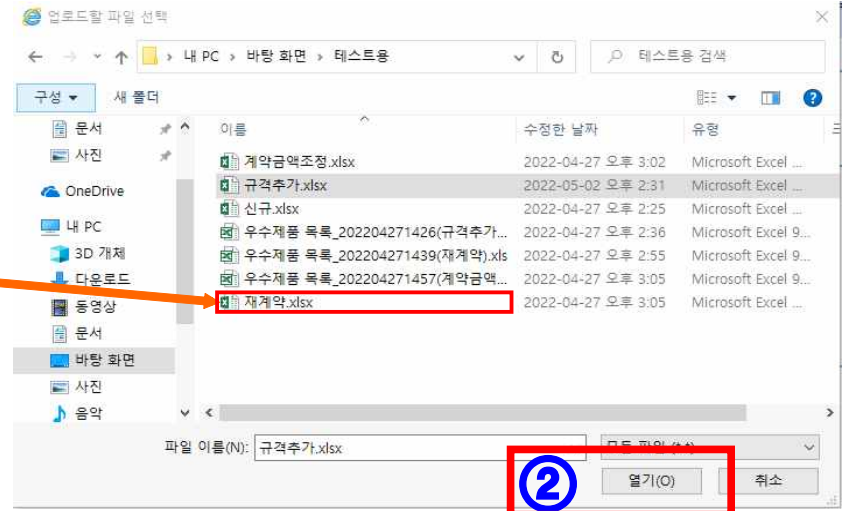 업로드할 파일 선택
내 PC > 바탕 화면 > 테스트용
테스트용 검색
구성
새 폴더
이름
수정한 날짜
유형
문서
사진
OneDrive
내 PC
3D 개체
다운로드
동영상
문서
바탕 화면
사진
음악
계약금액조정.xlsx 2022-04-27 오후 3:02 Microsoft Excel ...
규격추가.xlsx 2022-05-02 오후 2:31 Microsoft Excel ...
신규.xlsx 2022-04-27 오후 2:25 Microsoft Excel ...
우수제품 목록_202204271426(규격추가... 2022-04-27 오후 2:36 Microsoft Excel 9...
우수제품 목록_202204271439(재계약).xls 2022-04-27 오후 2:55 Microsoft Excel 9...
우수제품 목록_202204271457(계약금액... 2022-04-27 오후 3:05 Microsoft Excel 9...
재계약.xlsx 2022-04-27 오후 3:05 Microsoft Excel ...
파일 이름(N): 규격추가.xlsx
②
열기(O)
취소